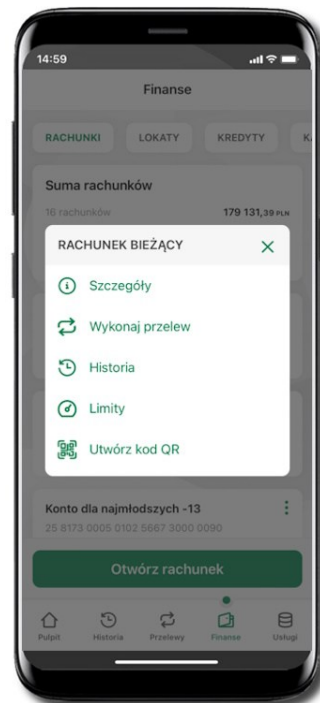 14:59
Finanse
RACHUNKI LOKATY KREDYTY K
Suma rachunków
16 rachunków 179 131,39 PLN
RACHUNEK BIEŻĄCY
Szczegóły
Wykonaj przelew
Historia
Limity
Utwórz kod QR
Konto dla najmłodszych -13
25 8173 0005 0102 5667 3000 0090
Otwórz rachunek
Pulpit Historia Przelewy Finanse Usługi